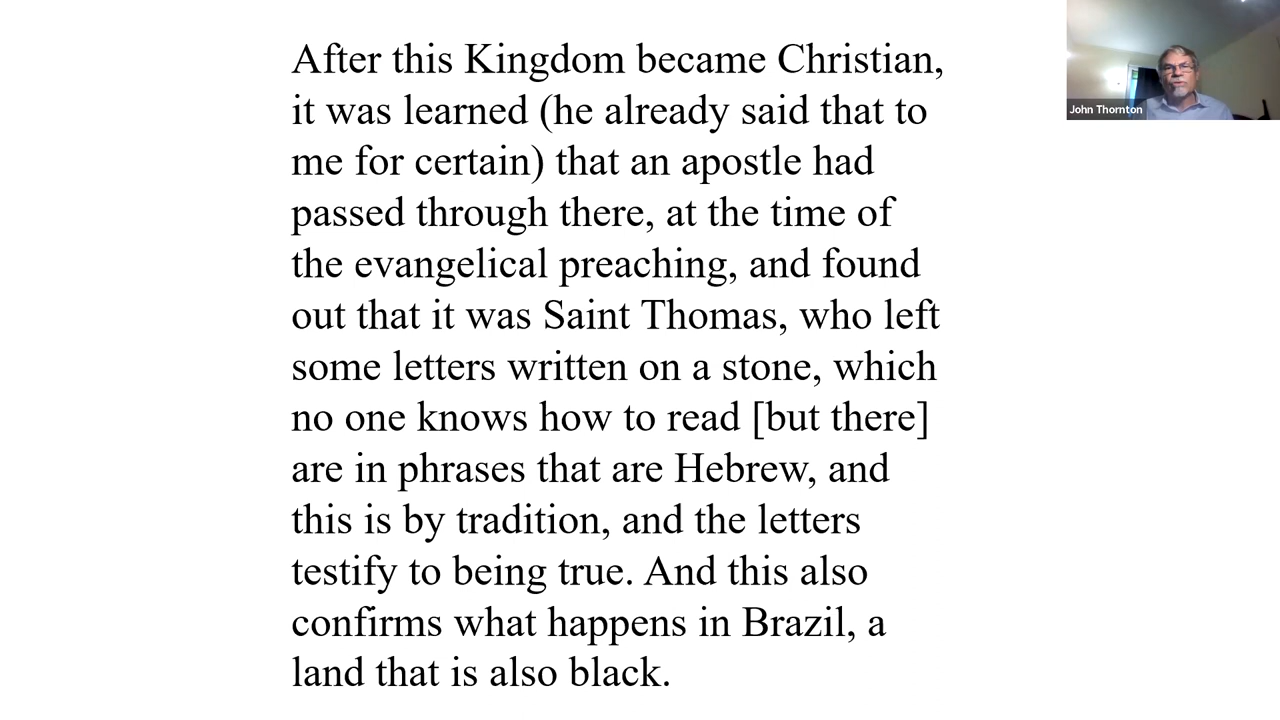 After this Kingdom became Christian,
it was learned (he already said that to
me for certain) that an apostle had
passed through there, at the time of
the evangelical preaching, and found
out that it was Saint Thomas, who left
some letters written on a stone, which
no one knows how to read [but there]
are in phrases that are Hebrew, and
this is by tradition, and the letters
testify to being true. And this also
confirms what happens in Brazil, a
land that is also black.
John Thornton